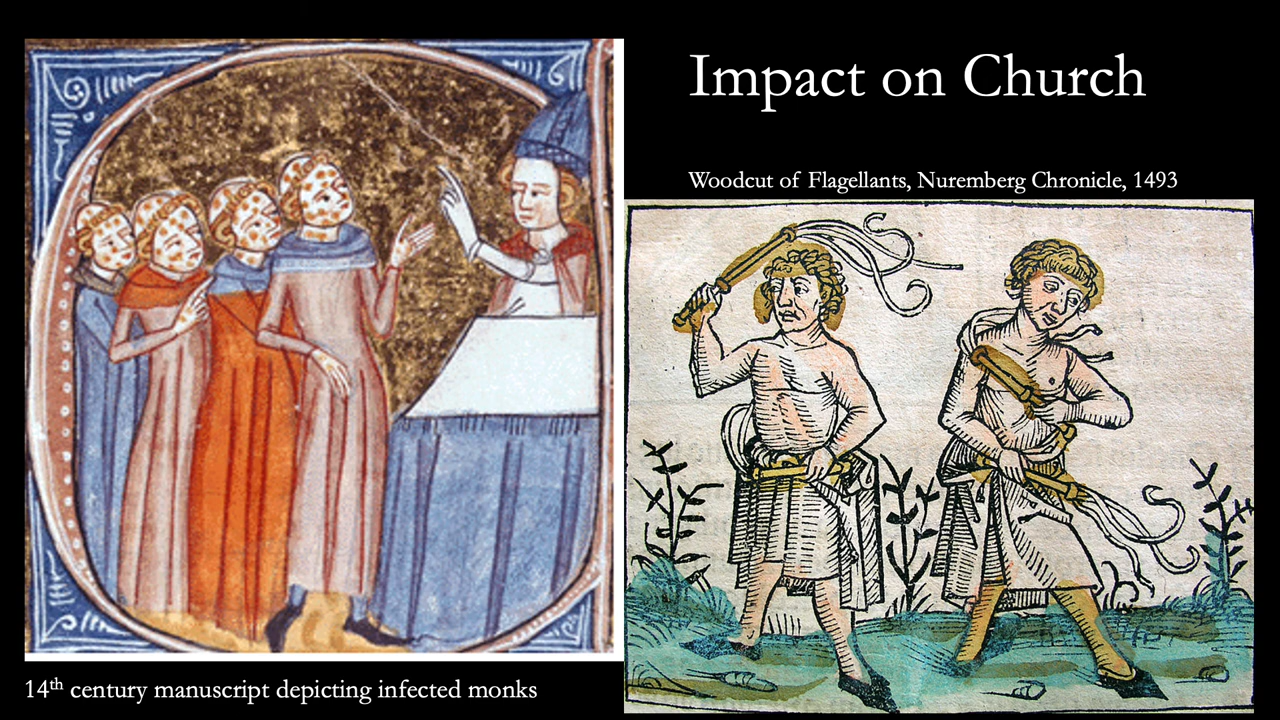 Impact on Church
Woodcut of Flagellants, Nuremberg Chronicle, 1493
14th century manuscript depicting infected monks